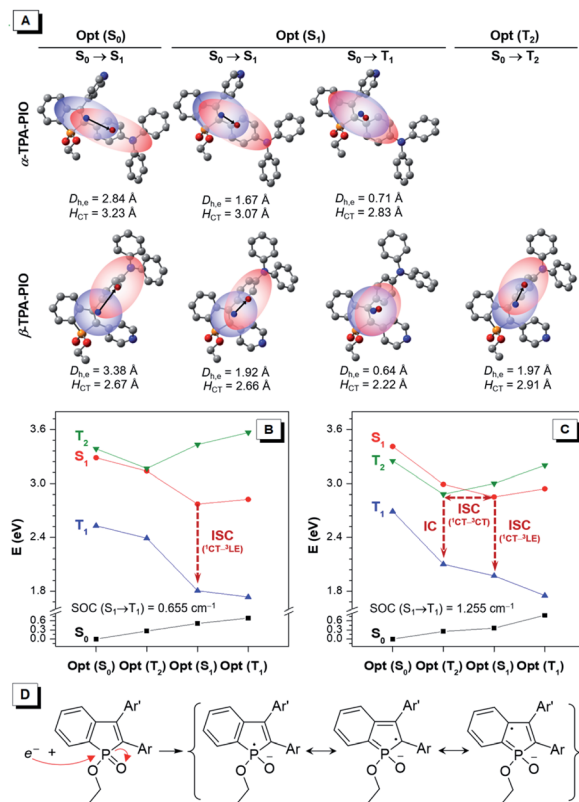 A
Opt (S0) Opt (S1) Opt (T2)
S0 → S1 S0 → S1 S0 → T1 S0 → T2
α-TPA-PIO
Dh,e = 2.84 Å Dh,e = 1.67 Å Dh,e = 0.71 Å
HCT = 3.23 Å HCT = 3.07 Å HCT = 2.83 Å
β-TPA-PIO
Dh,e = 3.38 Å Dh,e = 1.92 Å Dh,e = 0.64 Å Dh,e = 1.97 Å
HCT = 2.67 Å HCT = 2.66 Å HCT = 2.22 Å HCT = 2.91 Å
B
E (eV)
3.6
3.0
2.4
1.8
0.6
0.3
0.0
T2
S1
T1
S0
ISC
(1CT–3LE)
SOC (S1→T1) = 0.655 cm−1
Opt (S0) Opt (T2) Opt (S1) Opt (T1)
C
E (eV)
3.6
3.0
2.4
1.8
0.6
0.3
0.0
S1
T2
T1
S0
IC
ISC
(1CT–3CT)
ISC
(1CT–3LE)
SOC (S1→T1) = 1.255 cm−1
Opt (S0) Opt (T2) Opt (S1) Opt (T1)
D
Ar' Ar' Ar' Ar'
e− + Ar Ar Ar Ar
P P P P
O O− O− O−
O O O O